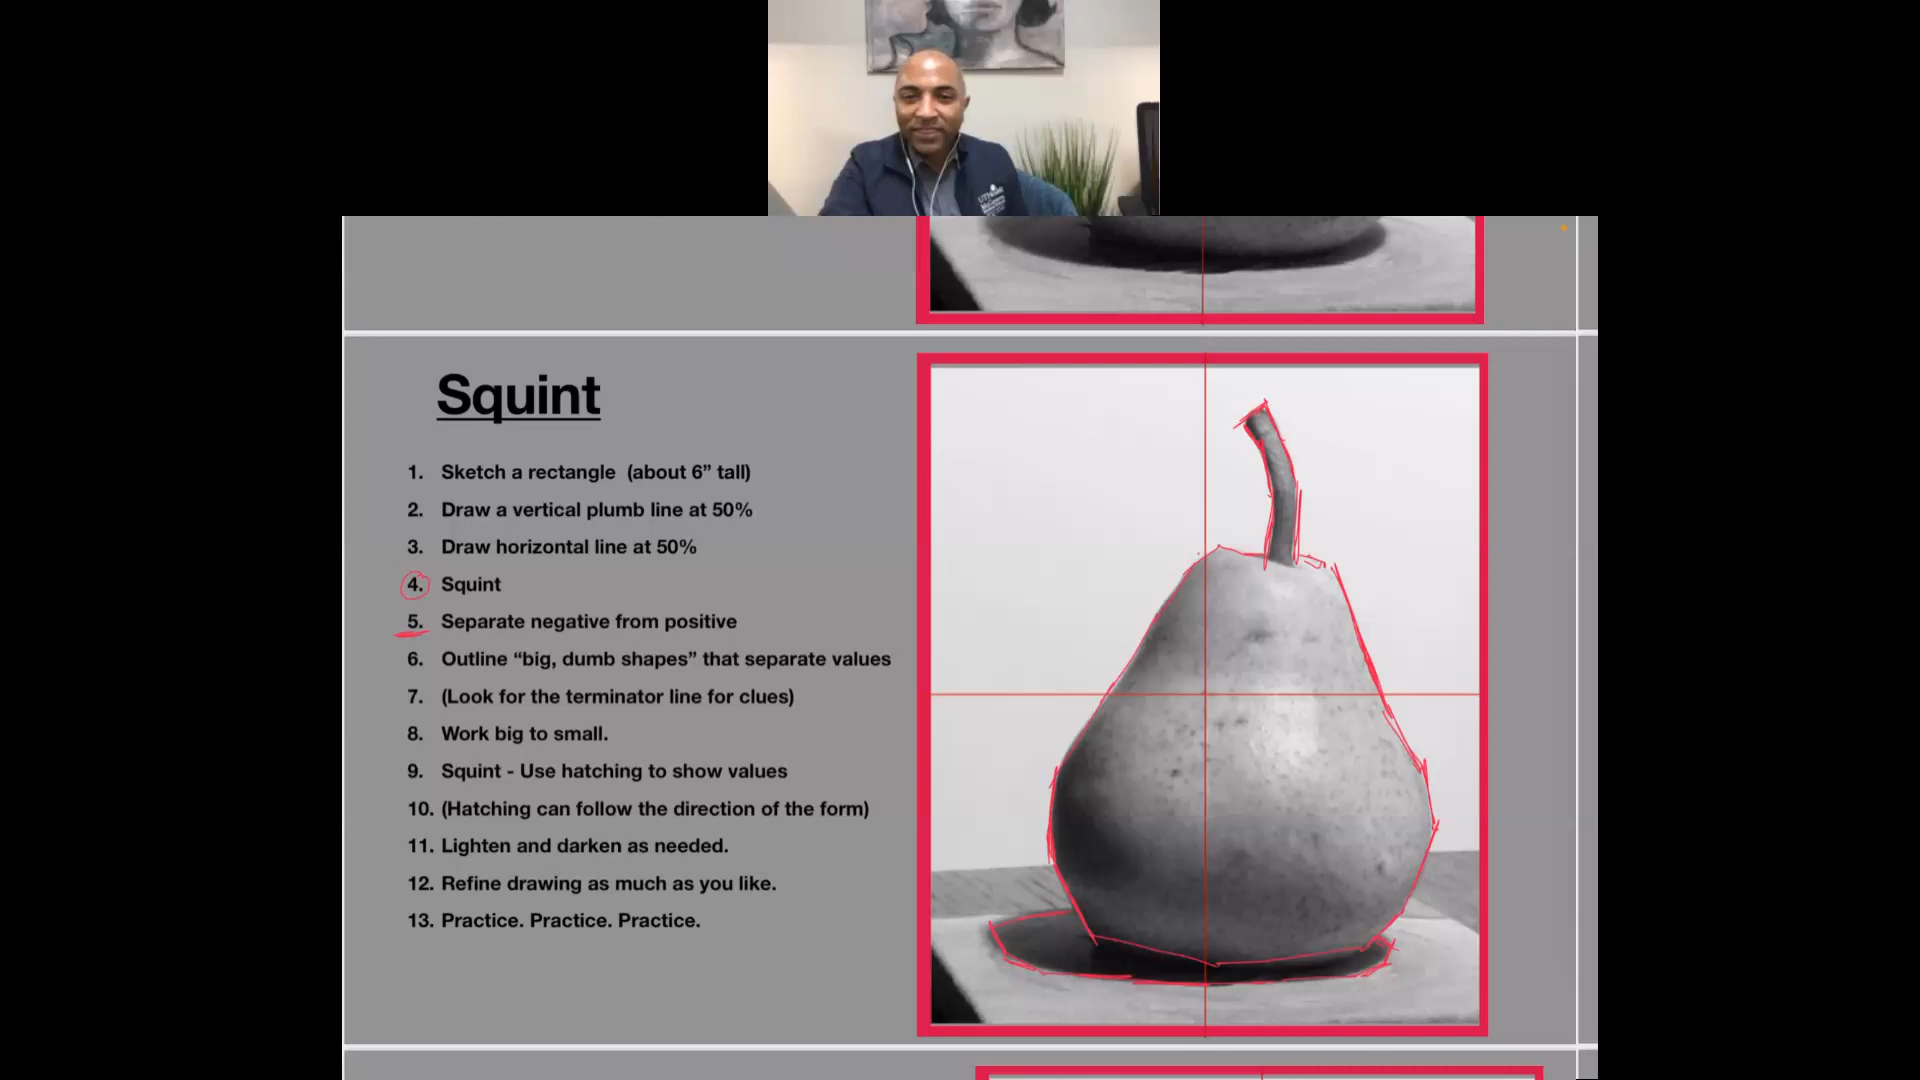 Squint
1. Sketch a rectangle (about 6” tall)
2. Draw a vertical plumb line at 50%
3. Draw horizontal line at 50%
4. Squint
5. Separate negative from positive
6. Outline “big, dumb shapes” that separate values
7. (Look for the terminator line for clues)
8. Work big to small.
9. Squint - Use hatching to show values
10. (Hatching can follow the direction of the form)
11. Lighten and darken as needed.
12. Refine drawing as much as you like.
13. Practice. Practice. Practice.